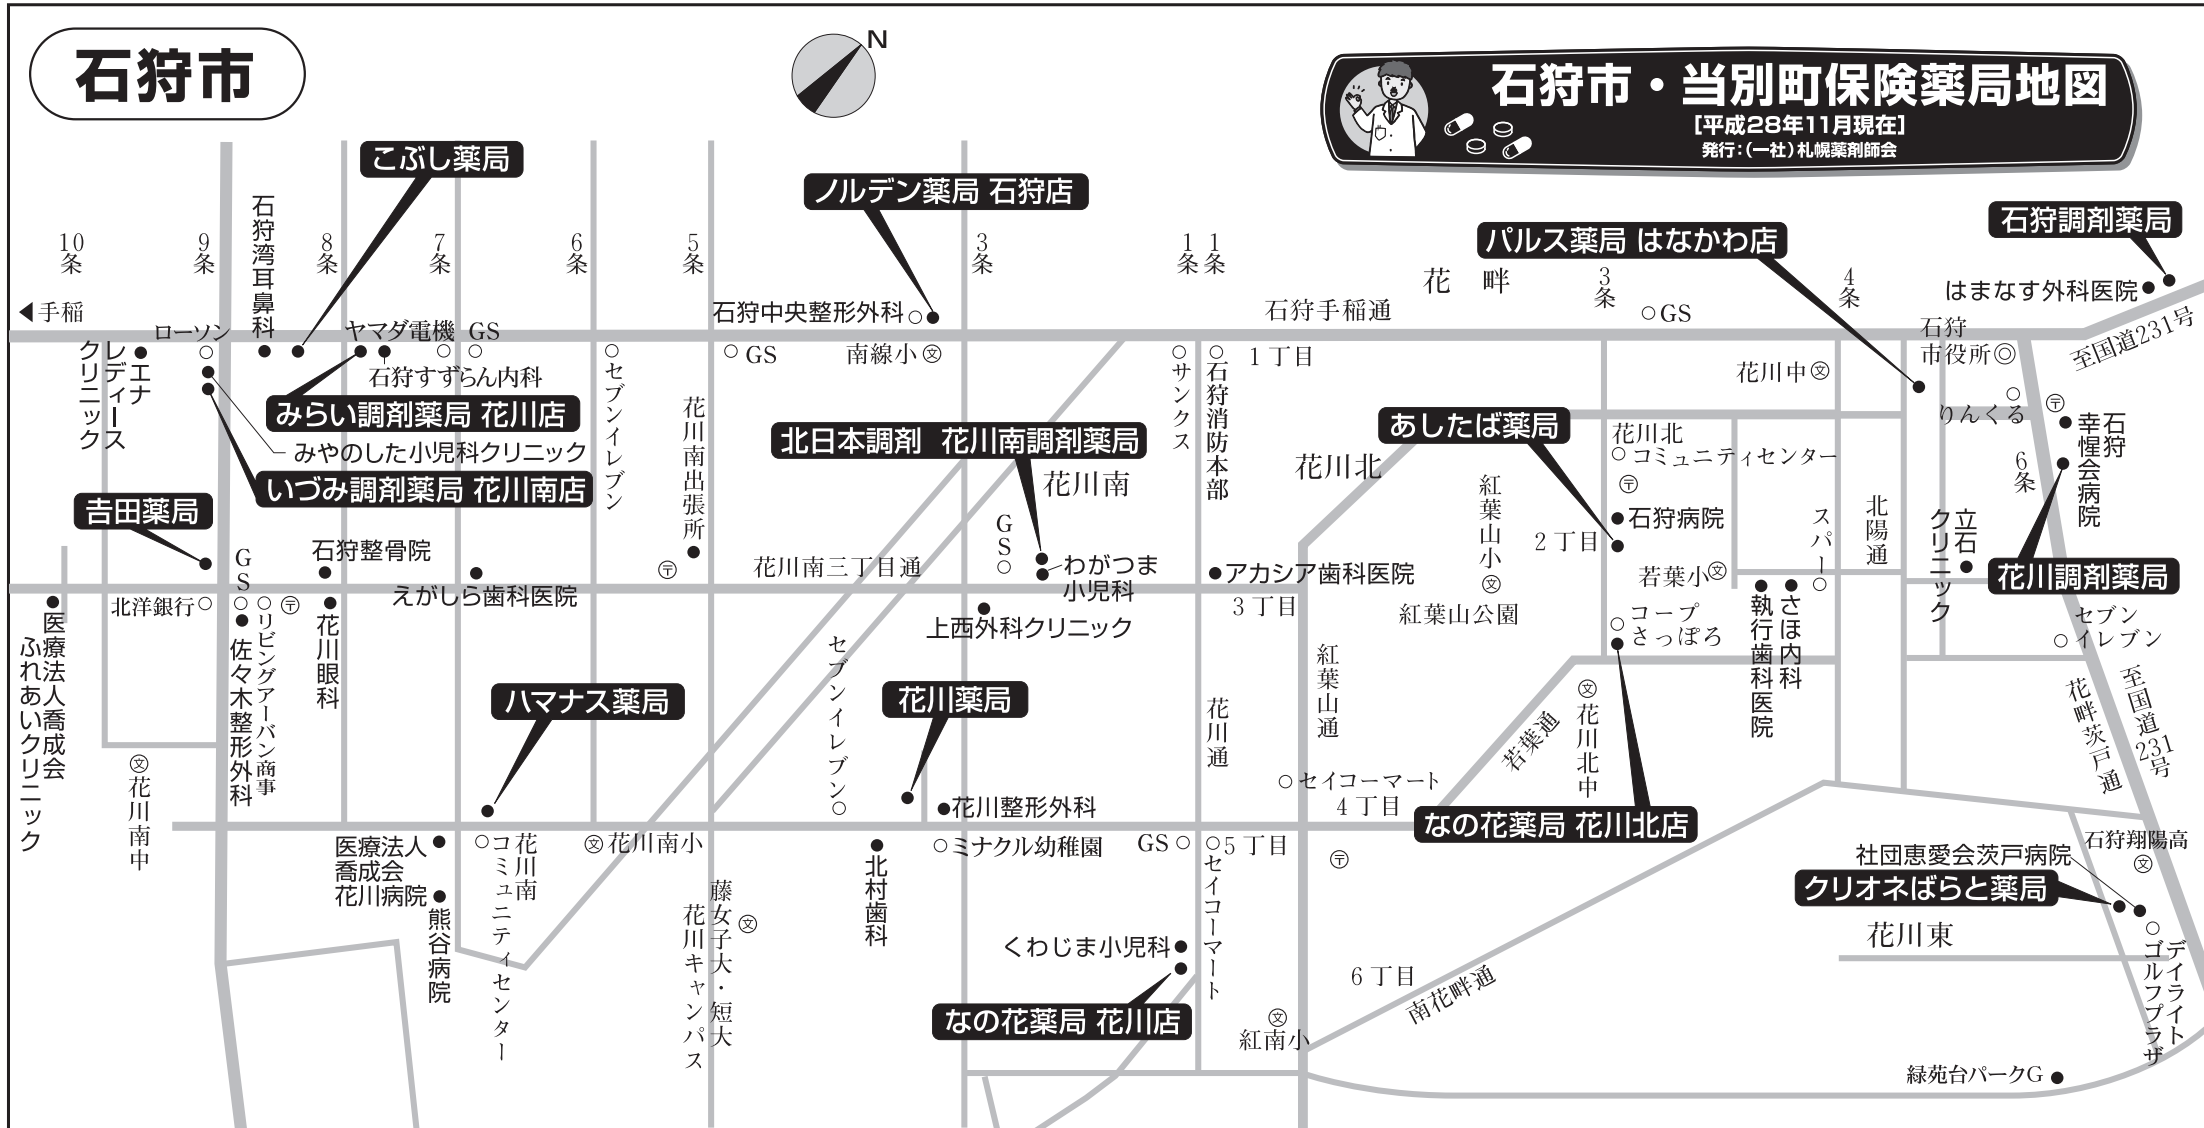 石狩市
N
石狩市・当別町保険薬局地図
［平成28年11月現在］
発行：（一社）札幌薬剤師会
こぶし薬局
ノルデン薬局 石狩店
パルス薬局 はなかわ店
石狩調剤薬局
10条
9条
石狩湾耳鼻科
8条
7条
6条
5条
3条
1条
1条
花畔
3条
4条
はまなす外科医院
◀手稲
ローソン
ヤマダ電機
GS
石狩中央整形外科
石狩手稲通
GS
石狩
市役所
至国道231号
エナ
レディース
クリニック
石狩すずらん内科
セブンイレブン
GS
南線小
文
サンクス
石狩消防本部
1丁目
花川中
文
りんくる
〒
みらい調剤薬局 花川店
みやのした小児科クリニック
いづみ調剤薬局 花川南店
花川南出張所
北日本調剤 花川南調剤薬局
花川南
花川北
あしたば薬局
花川北
コミュニティセンター
〒
6条
石狩
幸惺会病院
吉田薬局
GS
石狩整骨院
えがしら歯科医院
〒
花川南三丁目通
GS
わがつま
小児科
アカシア歯科医院
紅葉山小
文
2丁目
石狩病院
若葉小
文
スパー
北陽通
立石
クリニック
花川調剤薬局
医療法人喬成会
ふれあいクリニック
北洋銀行
〒
リビングアーバン商事
佐々木整形外科
花川眼科
上西外科クリニック
3丁目
紅葉山公園
コープ
さっぽろ
執行歯科医院
さほ内科
セブン
イレブン
ハマナス薬局
セブンイレブン
花川薬局
花川通
紅葉山通
若葉通
文
花川北中
花畔茨戸通
至国道231号
文
花川南中
花川整形外科
セイコーマート
4丁目
なの花薬局 花川北店
医療法人
喬成会
花川病院
花川南
コミュニティセンター
文
花川南小
北村歯科
ミナクル幼稚園
GS
セイコーマート
5丁目
〒
石狩翔陽高
文
社団恵愛会茨戸病院
クリオネばらと薬局
熊谷病院
藤女子大・短大
花川キャンパス
文
くわじま小児科
なの花薬局 花川店
6丁目
南花畔通
花川東
デイライト
ゴルフプラザ
文
紅南小
緑苑台パークG